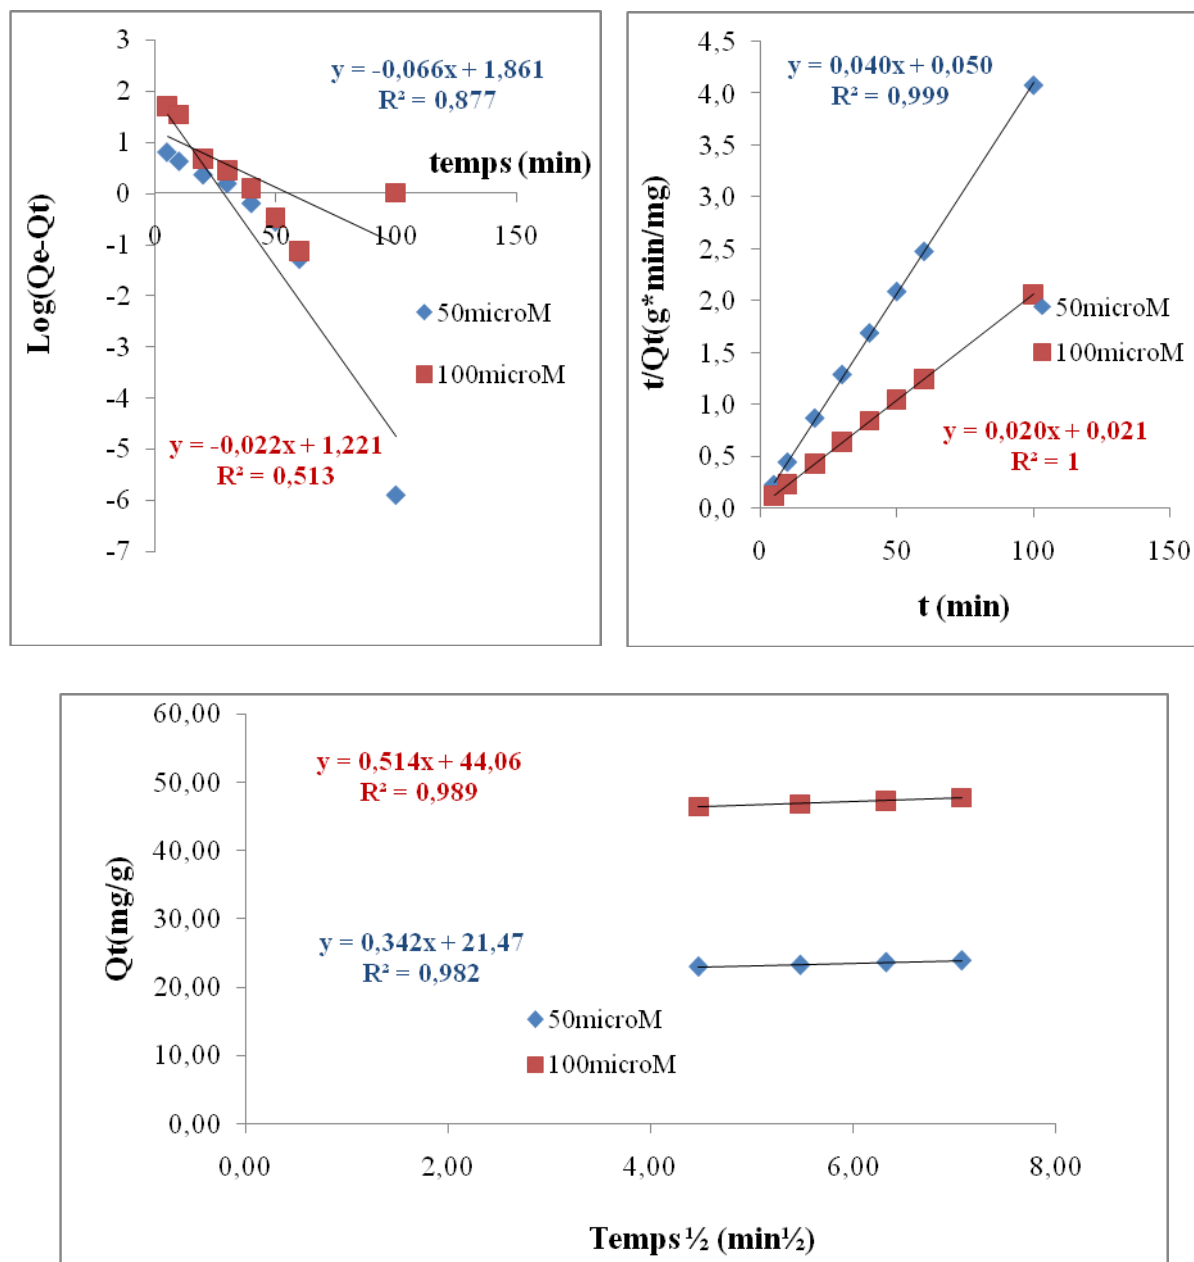 3
2
1
0
-1
-2
-3
-4
-5
-6
-7
0
50
100
150
Log(Qe-Qt)
temps (min)
y = -0,066x + 1,861
R² = 0,877
50microM
100microM
y = -0,022x + 1,221
R² = 0,513
4,5
4,0
3,5
3,0
2,5
2,0
1,5
1,0
0,5
0,0
0
50
100
150
t/Qt(g*min/mg)
t (min)
y = 0,040x + 0,050
R² = 0,999
50microM
100microM
y = 0,020x + 0,021
R² = 1
60,00
50,00
40,00
30,00
20,00
10,00
0,00
0,00
2,00
4,00
6,00
8,00
Qt(mg/g)
Temps ½ (min½)
y = 0,514x + 44,06
R² = 0,989
y = 0,342x + 21,47
R² = 0,982
50microM
100microM